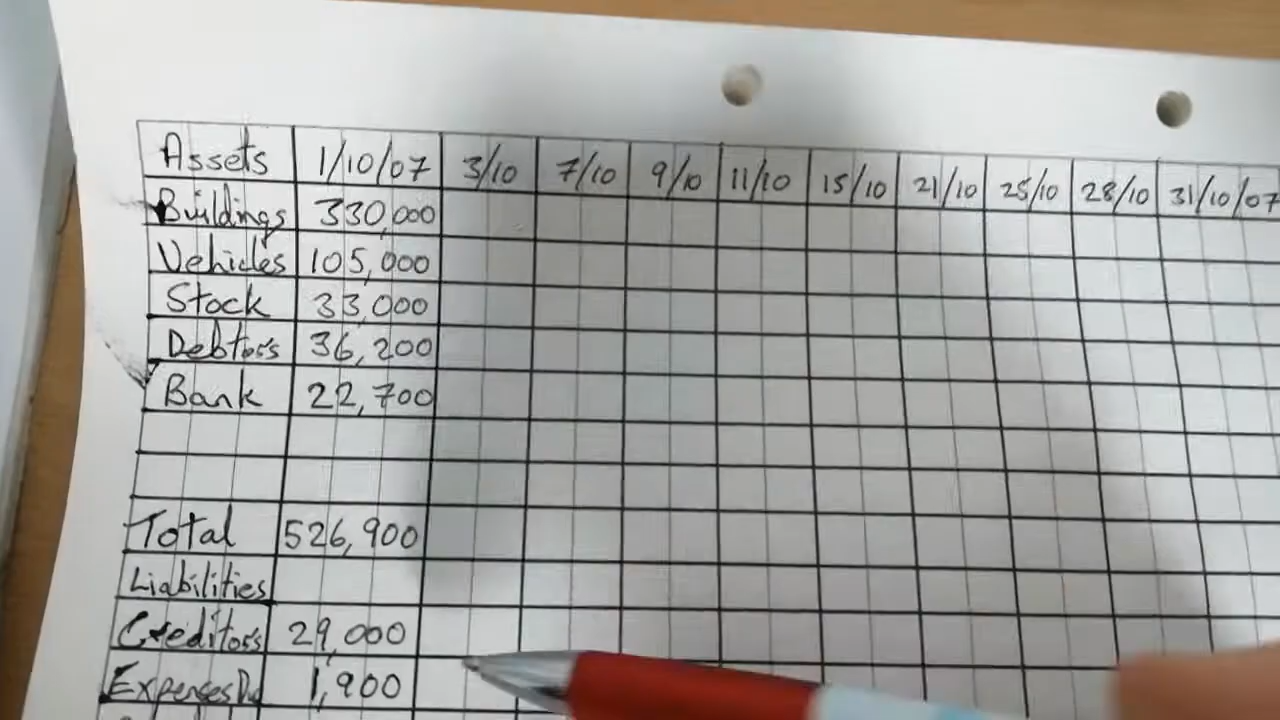 Assets 1/10/07 3/10 7/10 9/10 11/10 15/10 21/10 25/10 28/10 31/10/07
Buildings 330,000
Vehicles 105,000
Stock 33,000
Debtors 36,200
Bank 22,700
Total 526,900
Liabilities
Creditors 29,000
Expenses Due 1,900